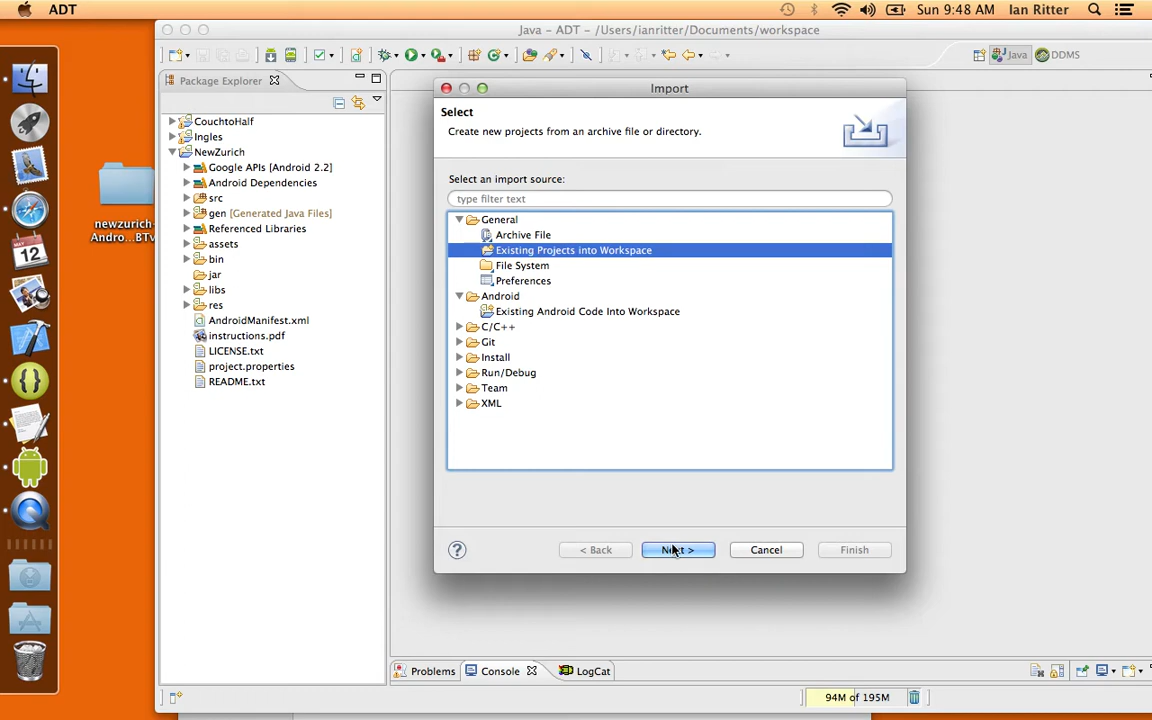 ADT
Sun 9:48 AM Ian Ritter
Java - ADT - /Users/ianritter/Documents/workspace
Java DDMS
Package Explorer
CouchtoHalf
Ingles
NewZurich
Google APIs [Android 2.2]
Android Dependencies
src
gen [Generated Java Files]
Referenced Libraries
assets
bin
jar
libs
res
AndroidManifest.xml
instructions.pdf
LICENSE.txt
project.properties
README.txt
newzurich
Andro...BTv
MAY
12
Import
Select
Create new projects from an archive file or directory.
Select an import source:
type filter text
General
Archive File
Existing Projects into Workspace
File System
Preferences
Android
Existing Android Code Into Workspace
C/C++
Git
Install
Run/Debug
Team
XML
?
< Back Next > Cancel Finish
Problems Console LogCat
94M of 195M